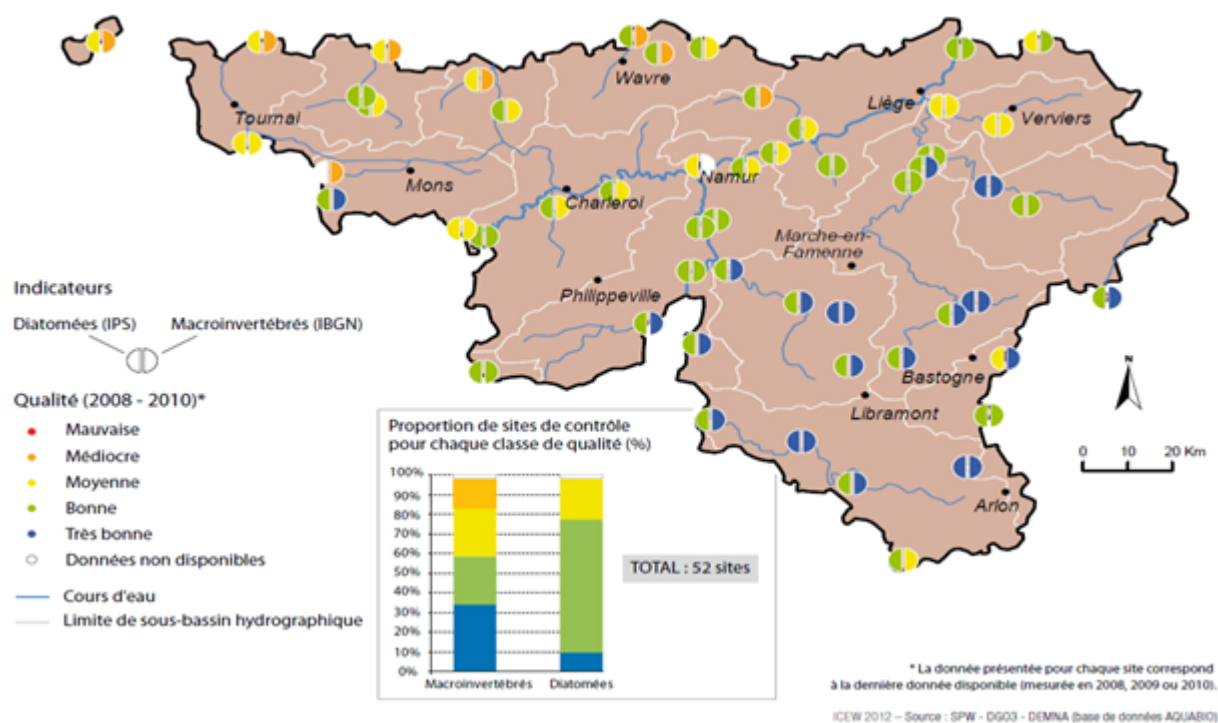 Wavre
Tournai
Liège
Verviers
Mons
Namur
Charleroi
Marche-en-
Famenne
Philippeville
Bastogne
Libramont
Arlon
Indicateurs
Diatomées (IPS)
Macroinvertébrés (IBGN)
Qualité (2008 - 2010)*
Mauvaise
Médiocre
Moyenne
Bonne
Très bonne
Données non disponibles
Cours d'eau
Limite de sous-bassin hydrographique
Proportion de sites de contrôle
pour chaque classe de qualité (%)
100%
90%
80%
70%
60%
50%
40%
30%
20%
10%
0%
Macroinvertébrés
Diatomées
TOTAL : 52 sites
N
0 10 20 Km
* La donnée présentée pour chaque site correspond
à la dernière donnée disponible (mesurée en 2008, 2009 ou 2010).
ICEW 2012 – Source : SPW - DGO3 - DEMNA (base de données AQUABIO)